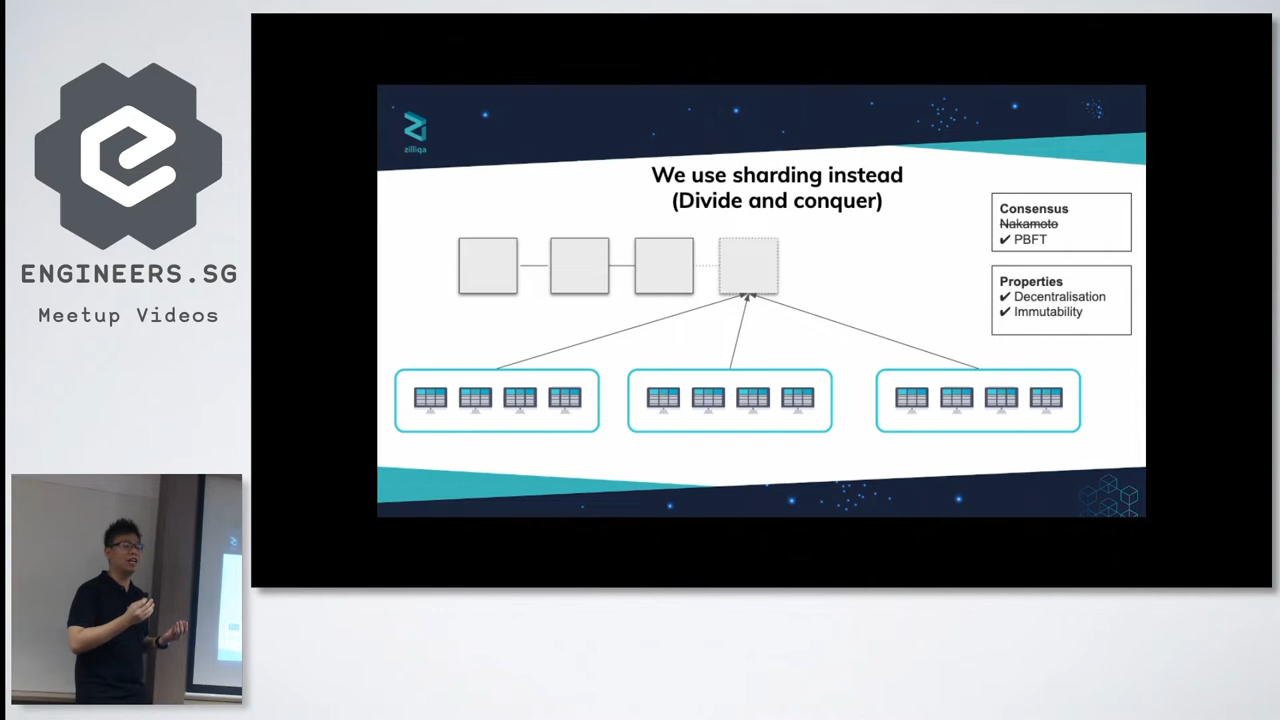 ENGINEERS.SG
Meetup Videos
zilliqa
We use sharding instead
(Divide and conquer)
Consensus
Nakamoto
✔ PBFT
Properties
✔ Decentralisation
✔ Immutability